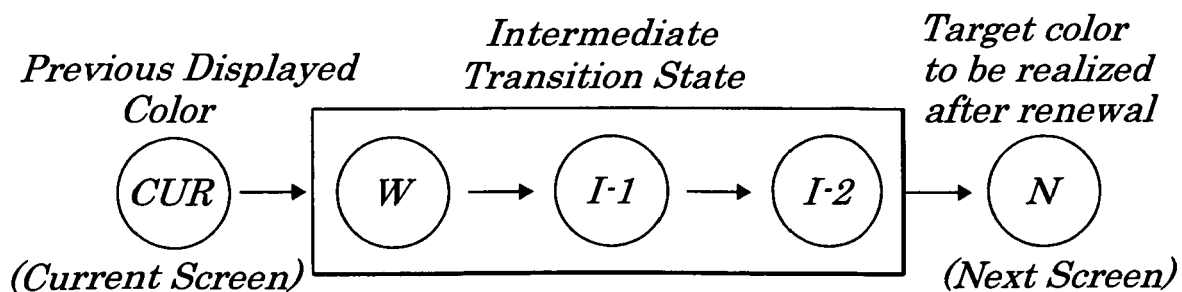 Previous Displayed
Color
Intermediate
Transition State
Target color
to be realized
after renewal
CUR
W
I-1
I-2
N
(Current Screen)
(Next Screen)